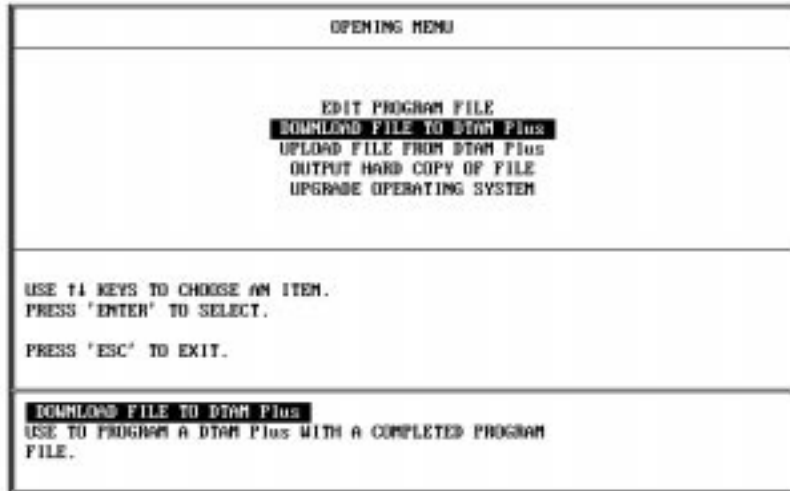 OPENING MENU
EDIT PROGRAM FILE
DOWNLOAD FILE TO DTAM Plus
UPLOAD FILE FROM DTAM Plus
OUTPUT HARD COPY OF FILE
UPGRADE OPERATING SYSTEM
USE ↑↓ KEYS TO CHOOSE AN ITEM.
PRESS 'ENTER' TO SELECT.
PRESS 'ESC' TO EXIT.
DOWNLOAD FILE TO DTAM Plus
USE TO PROGRAM A DTAM Plus WITH A COMPLETED PROGRAM
FILE.